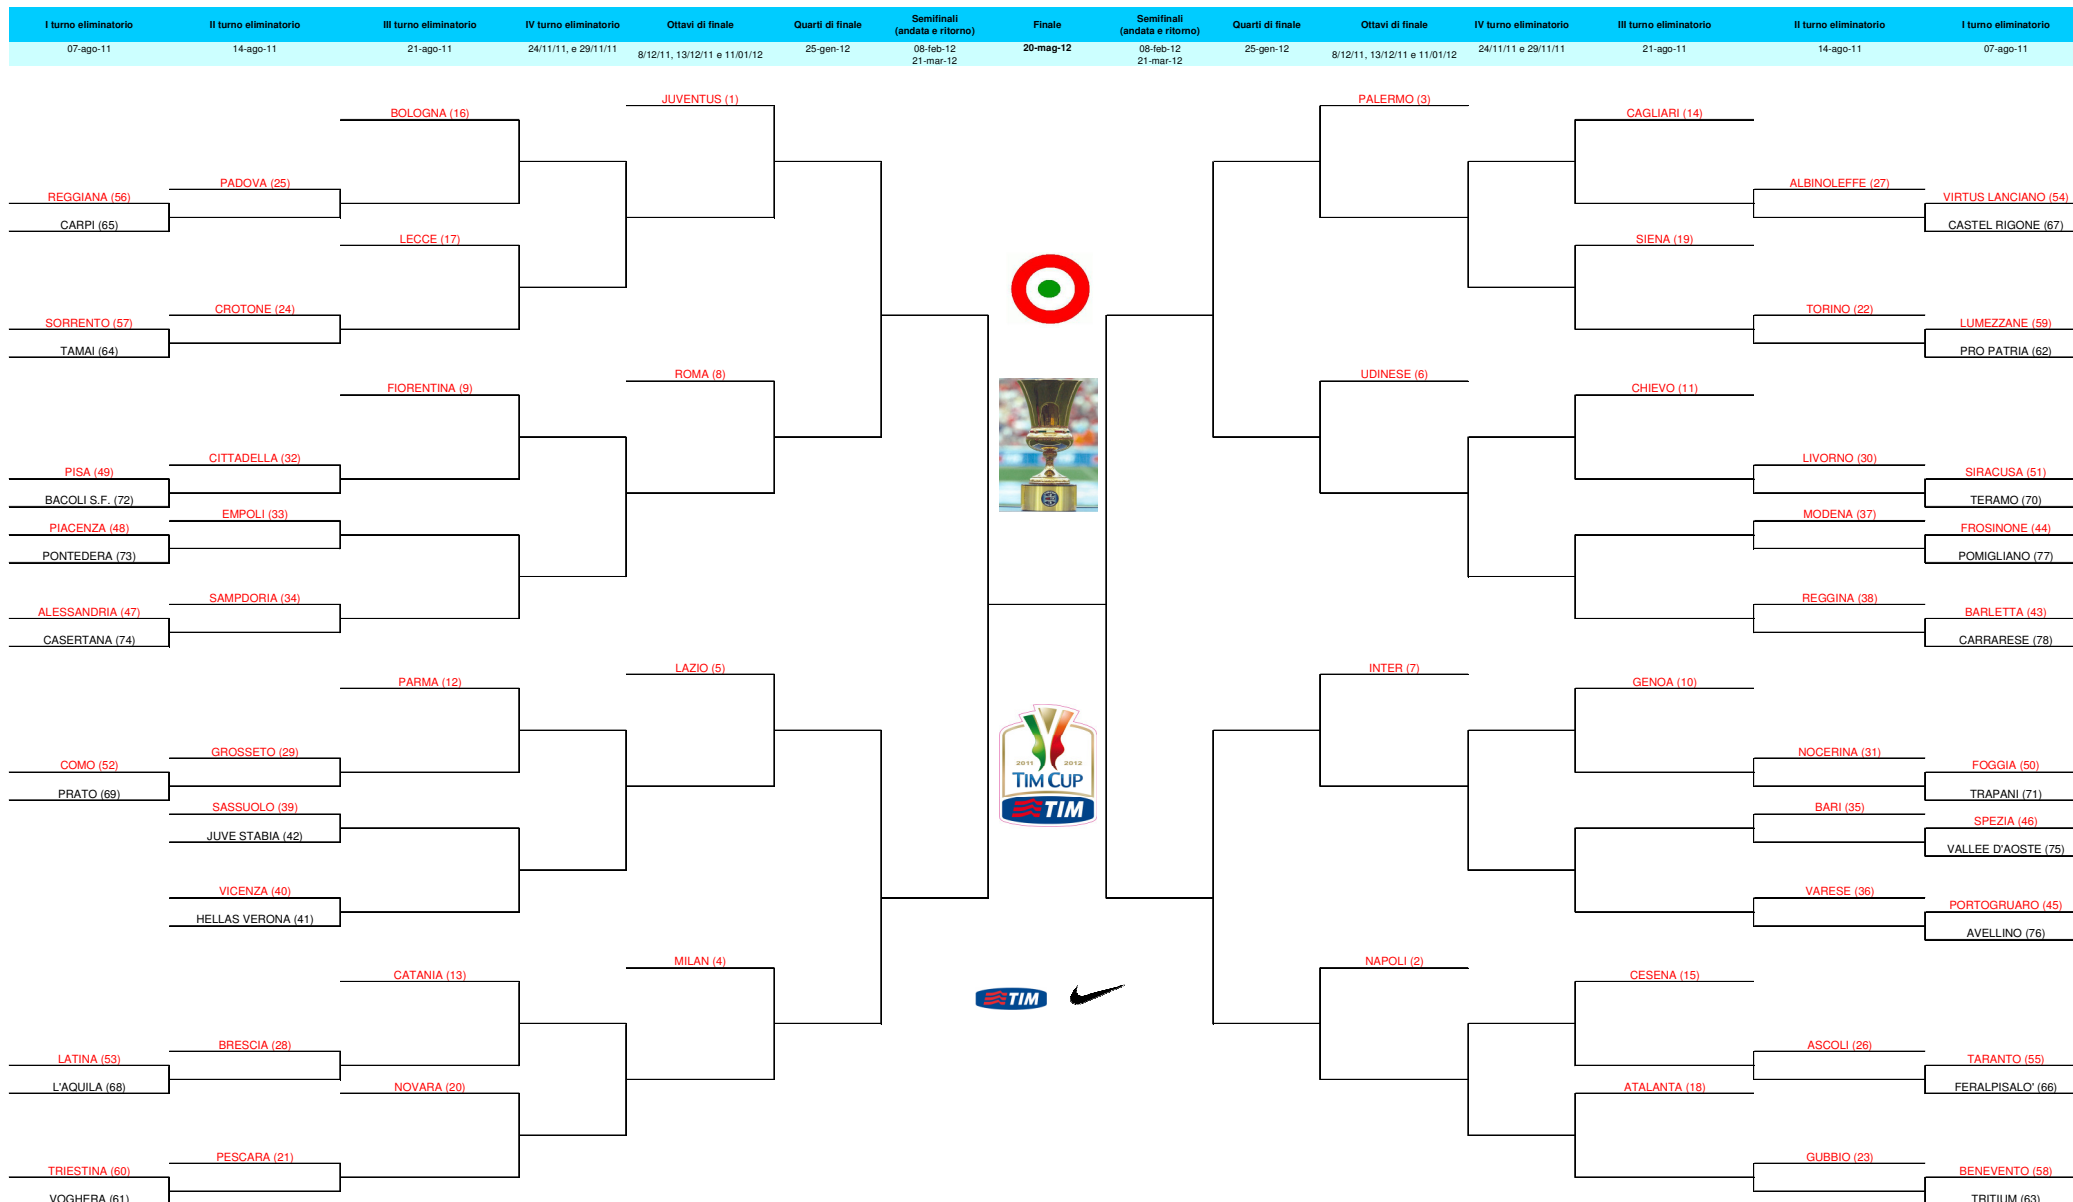 I turno eliminatorio II turno eliminatorio III turno eliminatorio IV turno eliminatorio Ottavi di finale Quarti di finale Semifinali (andata e ritorno) Finale Semifinali (andata e ritorno) Quarti di finale Ottavi di finale IV turno eliminatorio III turno eliminatorio II turno eliminatorio I turno eliminatorio
07-ago-11 14-ago-11 21-ago-11 24/11/11, e 29/11/11 8/12/11, 13/12/11 e 11/01/12 25-gen-12 08-feb-12 21-mar-12 20-mag-12 08-feb-12 21-mar-12 25-gen-12 8/12/11, 13/12/11 e 11/01/12 24/11/11 e 29/11/11 21-ago-11 14-ago-11 07-ago-11
JUVENTUS (1) PALERMO (3)
BOLOGNA (16) CAGLIARI (14)
PADOVA (25) ALBINOLEFFE (27)
REGGIANA (56) VIRTUS LANCIANO (54)
CARPI (65) CASTEL RIGONE (67)
LECCE (17) SIENA (19)
CROTONE (24) TORINO (22)
SORRENTO (57) LUMEZZANE (59)
TAMAI (64) PRO PATRIA (62)
ROMA (8) UDINESE (6)
FIORENTINA (9) CHIEVO (11)
CITTADELLA (32) LIVORNO (30)
PISA (49) SIRACUSA (51)
BACOLI S.F. (72) TERAMO (70)
EMPOLI (33) MODENA (37)
PIACENZA (48) FROSINONE (44)
PONTEDERA (73) POMIGLIANO (77)
SAMPDORIA (34) REGGINA (38)
ALESSANDRIA (47) BARLETTA (43)
CASERTANA (74) CARRARESE (78)
LAZIO (5) INTER (7)
PARMA (12) GENOA (10)
GROSSETO (29) NOCERINA (31)
COMO (52) 2011 2012 FOGGIA (50)
TIM CUP
PRATO (69) TRAPANI (71)
SASSUOLO (39) TIM BARI (35)
SPEZIA (46)
JUVE STABIA (42) VALLEE D'AOSTE (75)
VICENZA (40) VARESE (36)
PORTOGRUARO (45)
HELLAS VERONA (41) AVELLINO (76)
MILAN (4) NAPOLI (2)
CATANIA (13) CESENA (15)
TIM
BRESCIA (28) ASCOLI (26)
LATINA (53) TARANTO (55)
L'AQUILA (68) NOVARA (20) ATALANTA (18) FERALPISALO' (66)
PESCARA (21) GUBBIO (23)
TRIESTINA (60) BENEVENTO (58)
VOGHERA (61) TRITIUM (63)